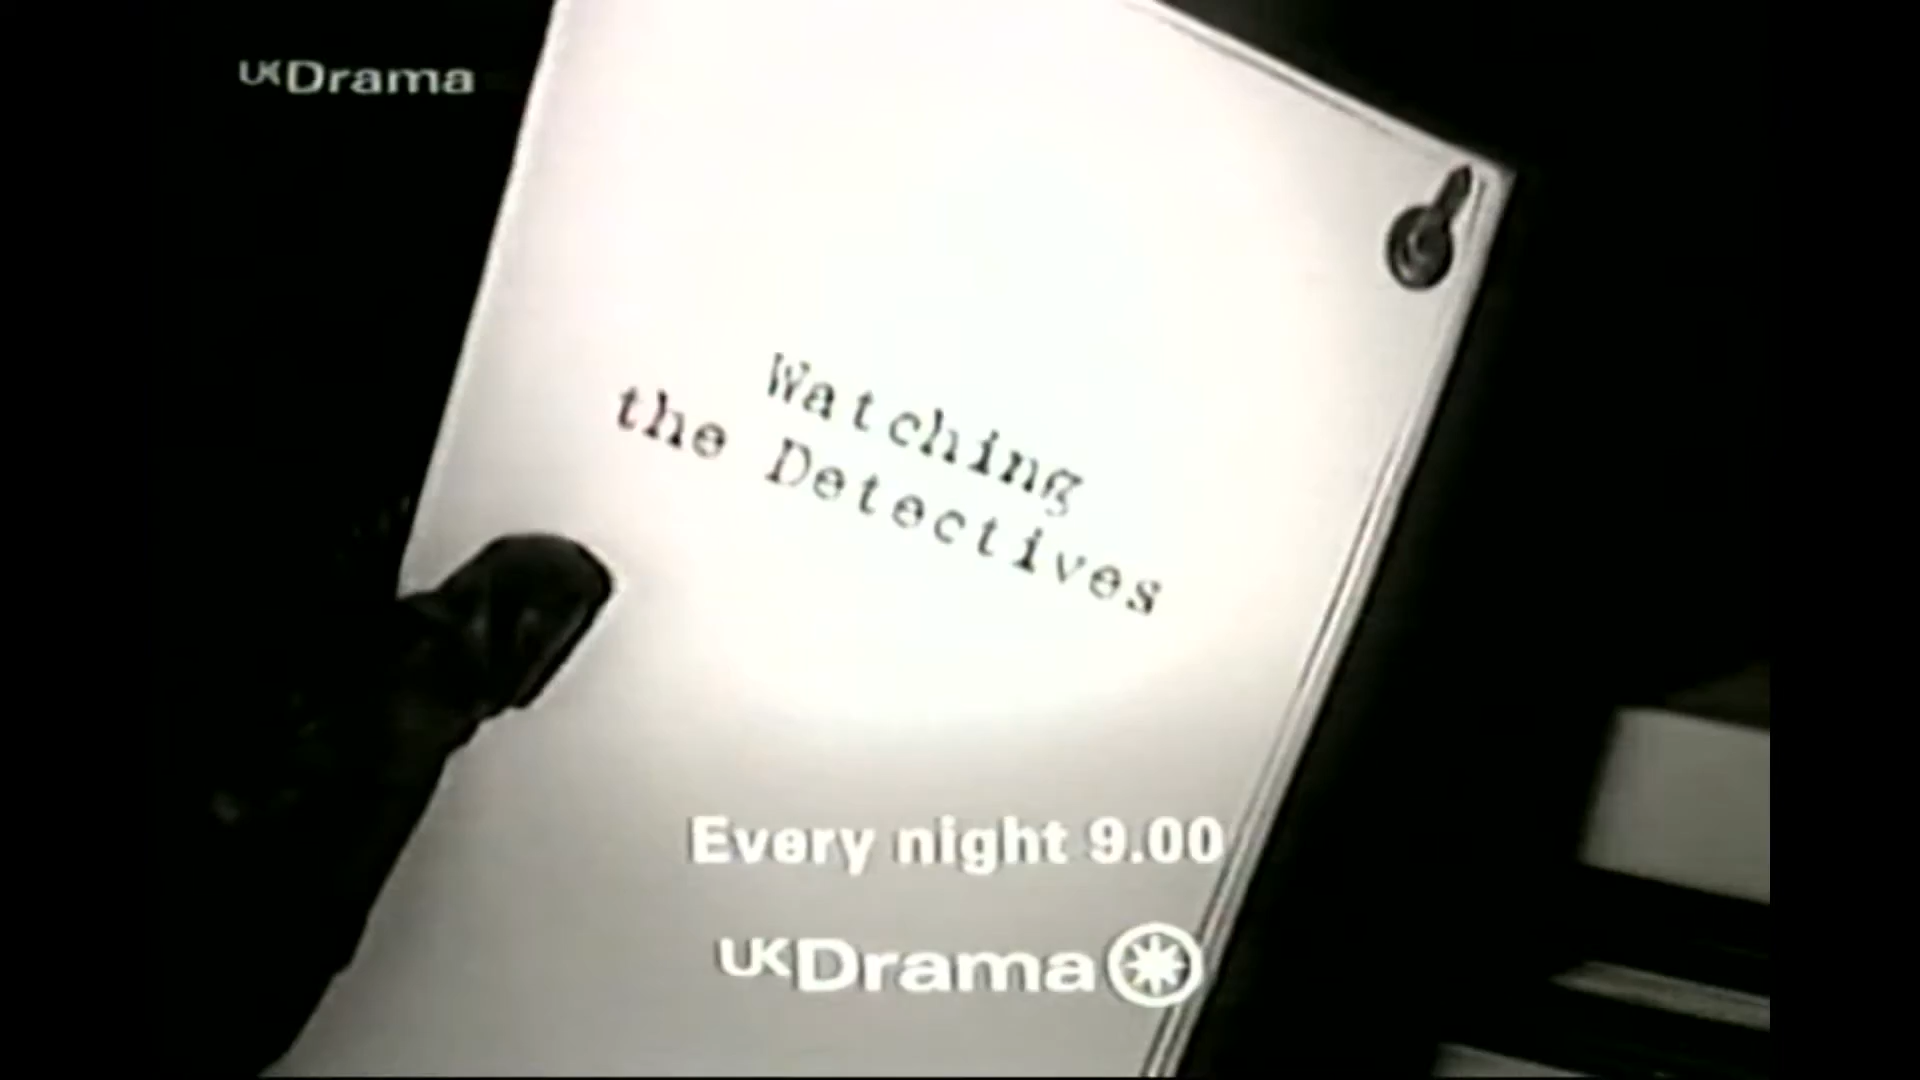 UKDrama
Watching
the Detectives
Every night 9.00
UKDrama